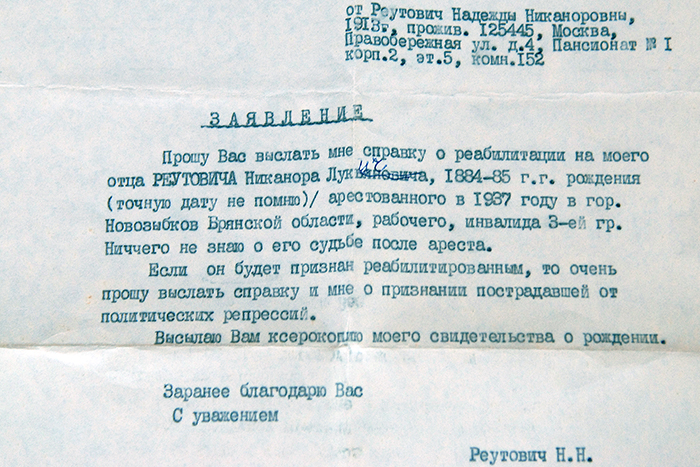 от Реутович Надежды Никаноровны,
1913г, прожив. 125445, Москва,
Правобережная ул. д.4, Пансионат № 1
корп.2, эт.5, комн.152
ЗАЯВЛЕНИЕ
Прошу Вас выслать мне справку о реабилитации на моего
отца РЕУТОВИЧА Никанора Лукича, 1884-85 г.г. рождения
(точную дату не помню)/ арестованного в 1937 году в гор.
Новозыбков Брянской области, рабочего, инвалида 3-ей гр.
Ниччего не знаю о его судьбе после ареста.
Если он будет признан реабилитированным, то очень
прошу выслать справку и мне о признании пострадавшей от
политических репрессий.
Высылаю Вам ксерокопию моего свидетельства о рождении.
Заранее благодарю Вас
С уважением
Реутович Н.Н.